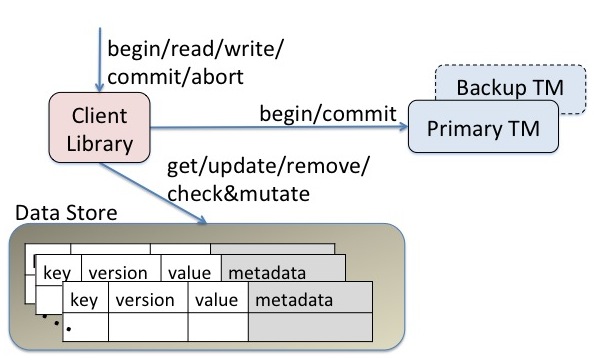 begin/read/write/
commit/abort
Client
Library
begin/commit
Backup TM
Primary TM
get/update/remove/
check&mutate
Data Store
key version value metadata
key version value metadata